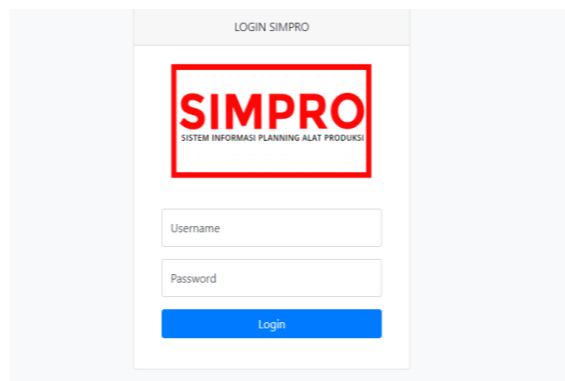 LOGIN SIMPRO
SIMPRO
SISTEM INFORMASI PLANNING ALAT PRODUKSI
Username
Password
Login